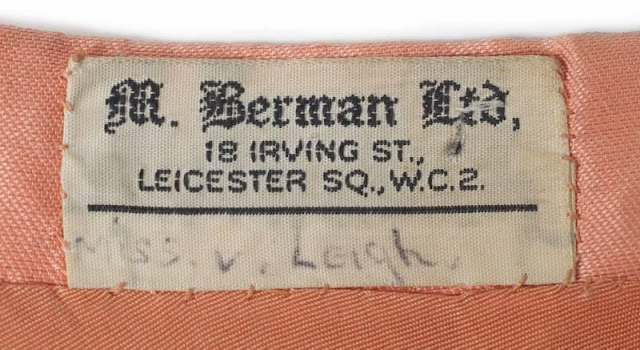 M. Berman Ltd,
18 IRVING ST.,
LEICESTER SQ., W.C.2.
Miss. V. Leigh.